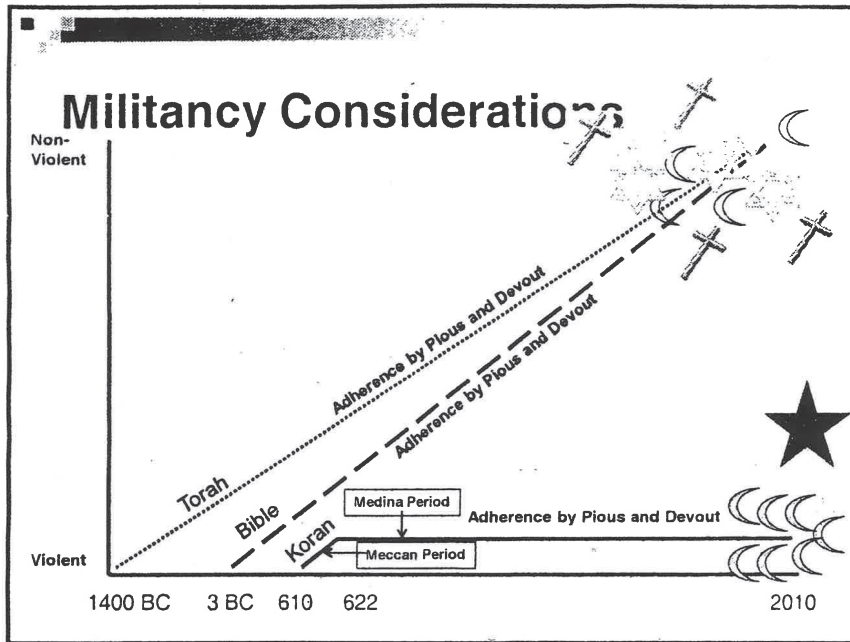 Militancy Considerations
Non-
Violent
Adherence by Pious and Devout
Adherence by Pious and Devout
Torah
Bible
Koran
Medina Period
Adherence by Pious and Devout
Meccan Period
Violent
1400 BC 3 BC 610 622 2010